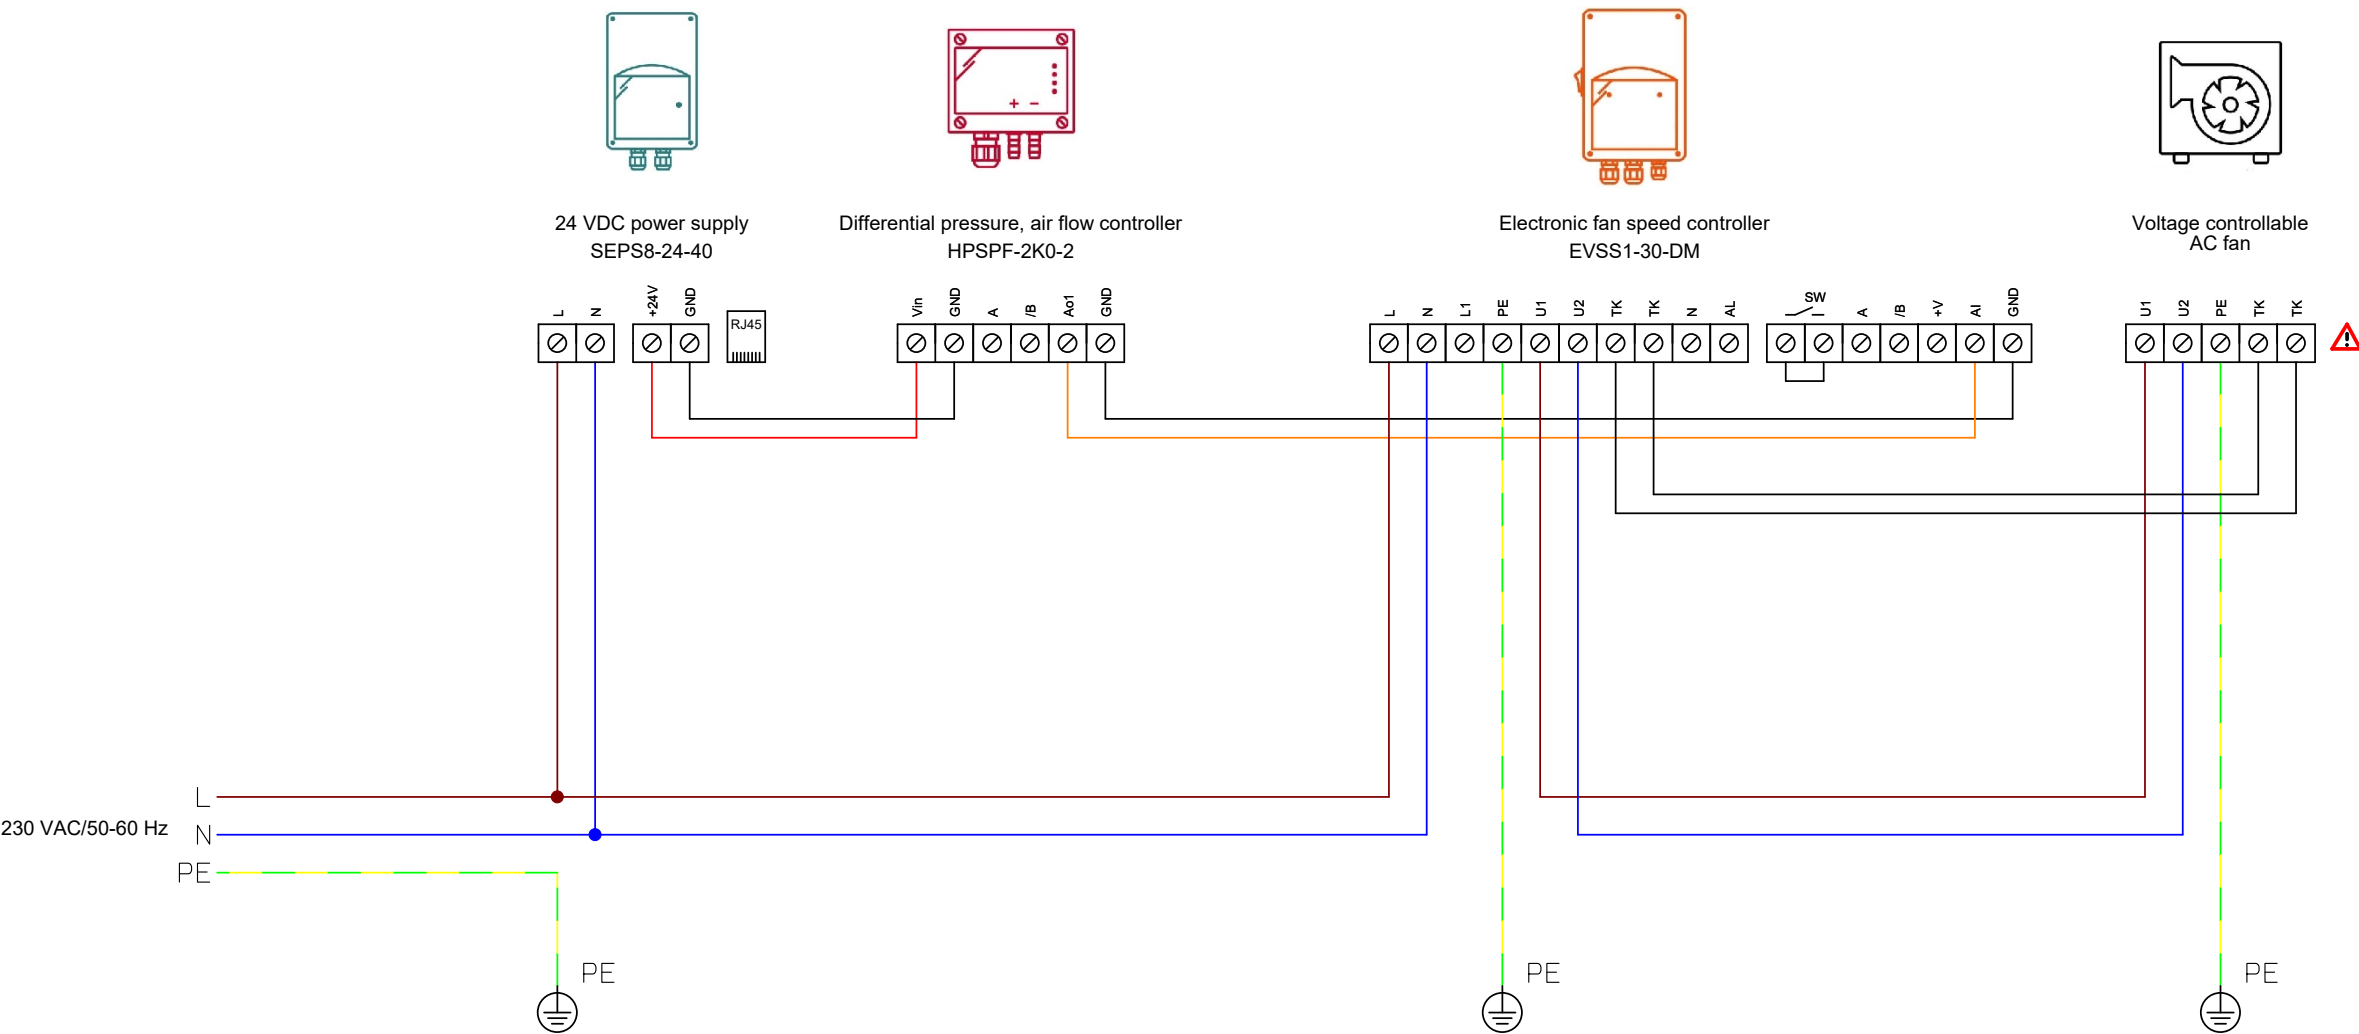 24 VDC power supply
SEPS8-24-40
Differential pressure, air flow controller
HPSPF-2K0-2
Electronic fan speed controller
EVSS1-30-DM
Voltage controllable
AC fan
L
N
+24V
GND
RJ45
Vin
GND
A
/B
Ao1
GND
L
N
L1
PE
U1
U2
TK
TK
N
AL
SW
A
/B
+V
AI
GND
U1
U2
PE
TK
TK
L
230 VAC/50-60 Hz
N
PE
PE
PE
PE